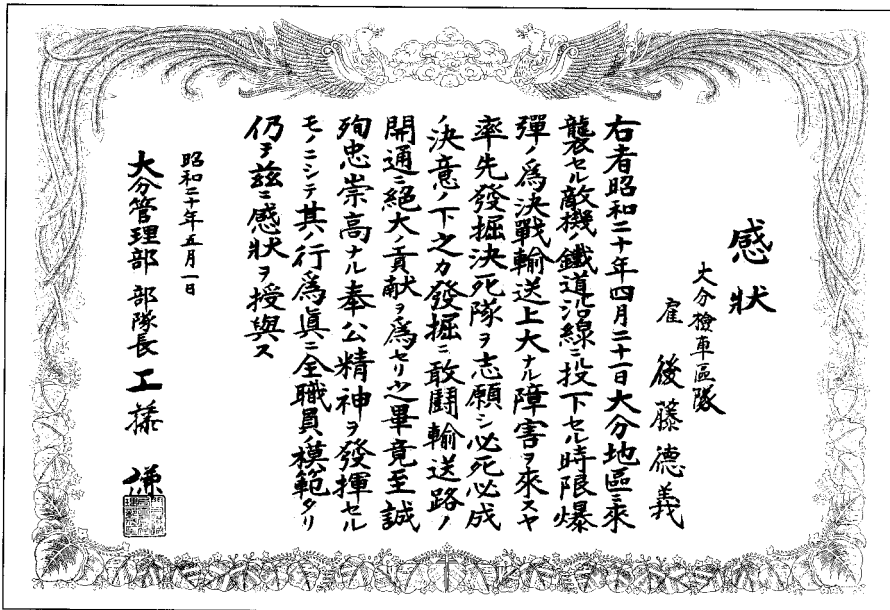 感狀
大分檢車區隊
雇 後藤德義
右者昭和二十年四月二十一日大分地區ニ來
襲セル敵機ノ鐵道沿線ニ投下セル時限爆
彈ノ爲決戰輸送上大ナル障害ヲ來スヤ
率先發掘決死隊ヲ志願シ必死必成
ノ決意ノ下之カ發掘ニ敢鬪輸送路ノ
開通ニ絕大ノ貢献ヲ爲セリ之畢竟至誠
殉忠崇高ナル奉公精神ヲ發揮セル
モノニシテ其ノ行爲眞ニ全職員ノ模範タリ
仍テ茲ニ感狀ヲ授與ス
昭和二十年五月一日
大分管理部 部隊長 工藤